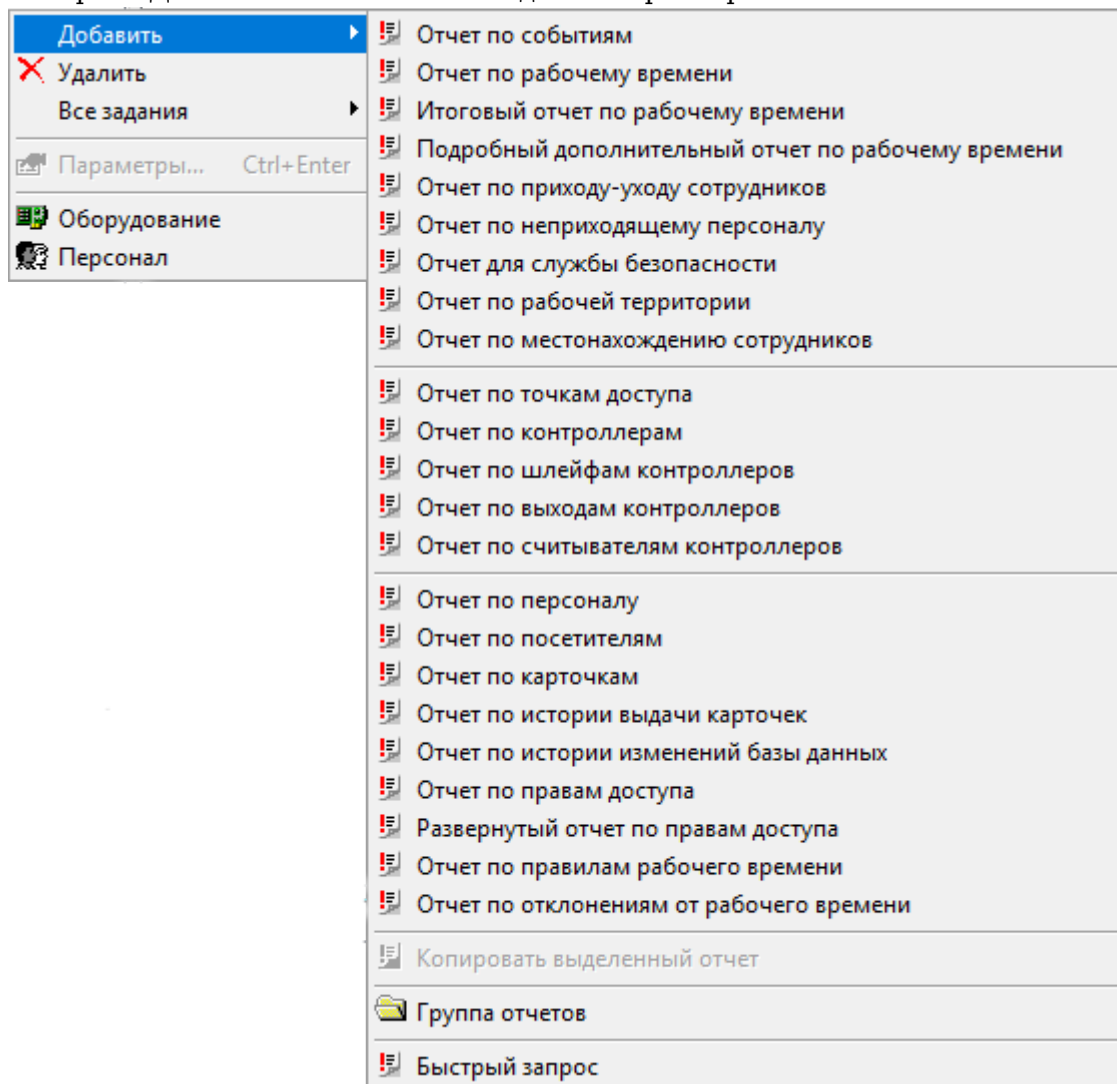 Добавить
Удалить
Все задания
Параметры... Ctrl+Enter
Оборудование
Персонал
Отчет по событиям
Отчет по рабочему времени
Итоговый отчет по рабочему времени
Подробный дополнительный отчет по рабочему времени
Отчет по приходу-уходу сотрудников
Отчет по неприходящему персоналу
Отчет для службы безопасности
Отчет по рабочей территории
Отчет по местонахождению сотрудников
Отчет по точкам доступа
Отчет по контроллерам
Отчет по шлейфам контроллеров
Отчет по выходам контроллеров
Отчет по считывателям контроллеров
Отчет по персоналу
Отчет по посетителям
Отчет по карточкам
Отчет по истории выдачи карточек
Отчет по истории изменений базы данных
Отчет по правам доступа
Развернутый отчет по правам доступа
Отчет по правилам рабочего времени
Отчет по отклонениям от рабочего времени
Копировать выделенный отчет
Группа отчетов
Быстрый запрос